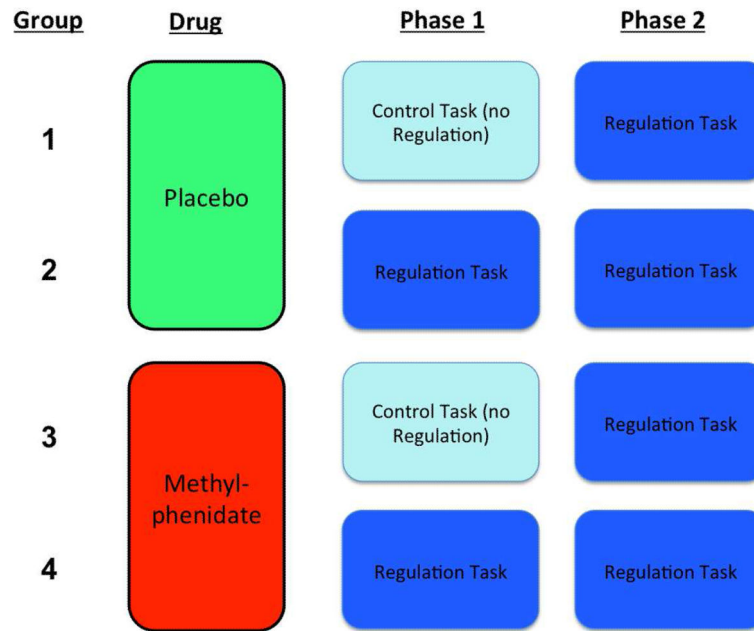 Group Drug Phase 1 Phase 2
1
Placebo
Control Task (no
Regulation)
Regulation Task
2
Regulation Task
Regulation Task
3
Methyl-
phenidate
Control Task (no
Regulation)
Regulation Task
4
Regulation Task
Regulation Task